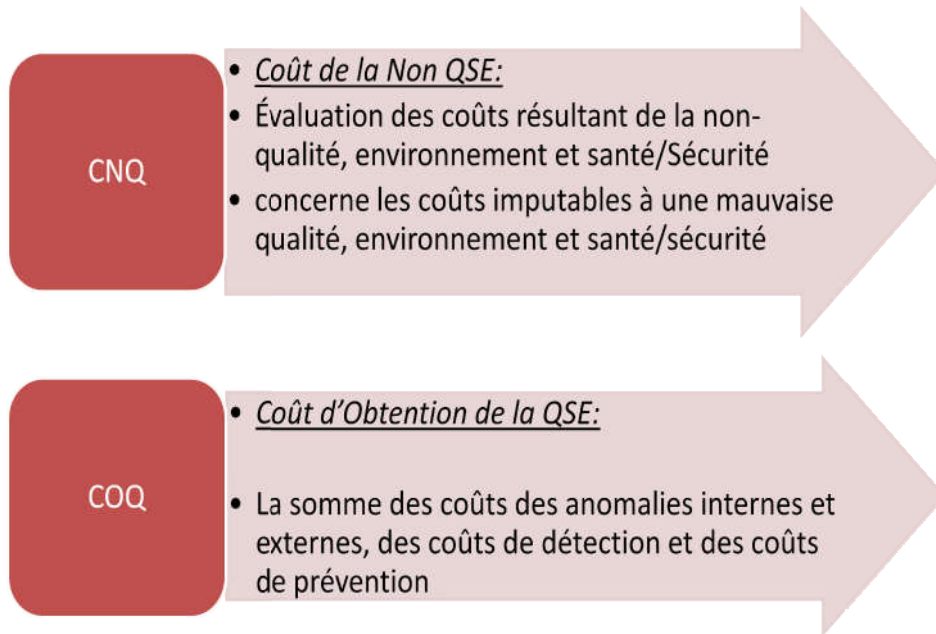 CNQ
• Coût de la Non QSE:
• Évaluation des coûts résultant de la non-
qualité, environnement et santé/Sécurité
• concerne les coûts imputables à une mauvaise
qualité, environnement et santé/sécurité
COQ
• Coût d’Obtention de la QSE:
• La somme des coûts des anomalies internes et
externes, des coûts de détection et des coûts
de prévention